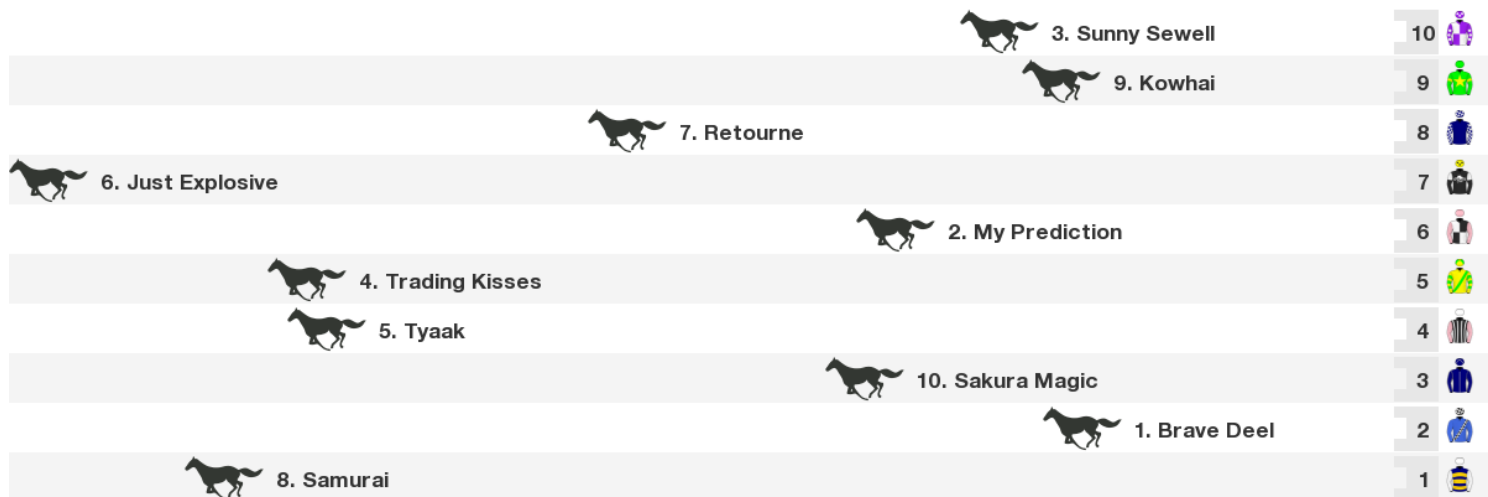 3. Sunny Sewell 10
9. Kowhai 9
7. Retourne 8
6. Just Explosive 7
2. My Prediction 6
4. Trading Kisses 5
5. Tyaak 4
10. Sakura Magic 3
1. Brave Deel 2
8. Samurai 1